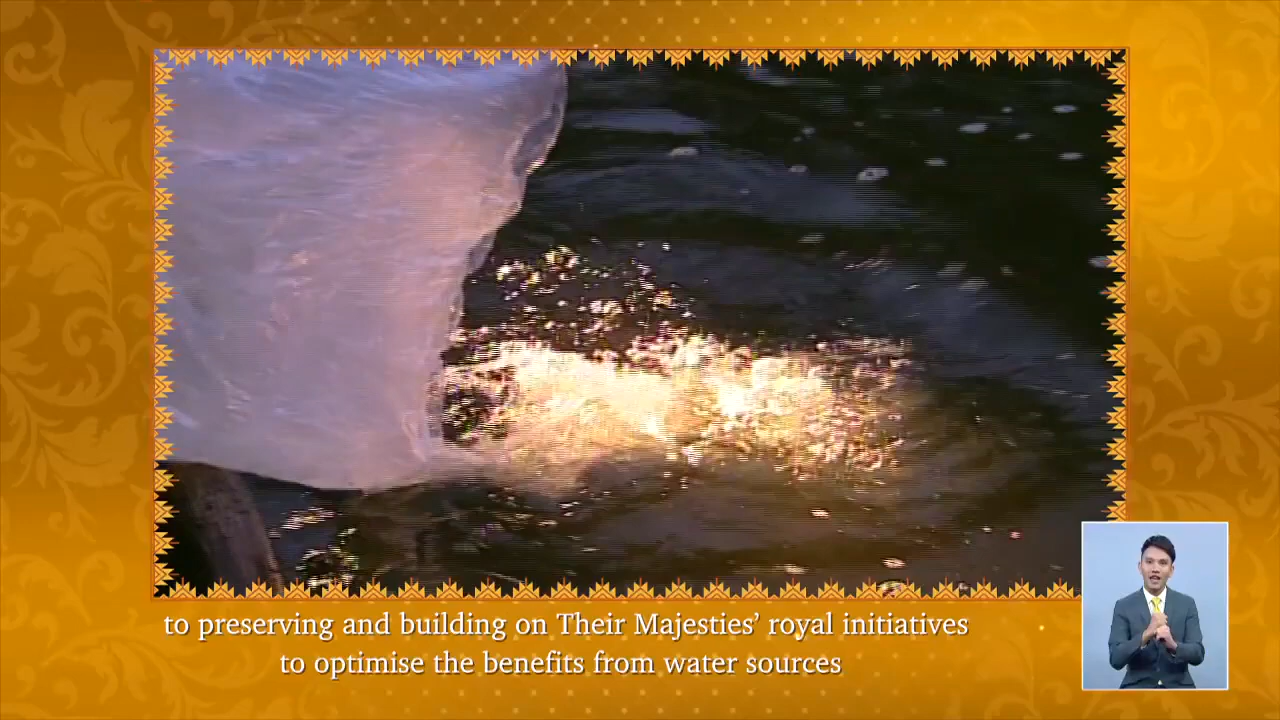 to preserving and building on Their Majesties’ royal initiatives
to optimise the benefits from water sources